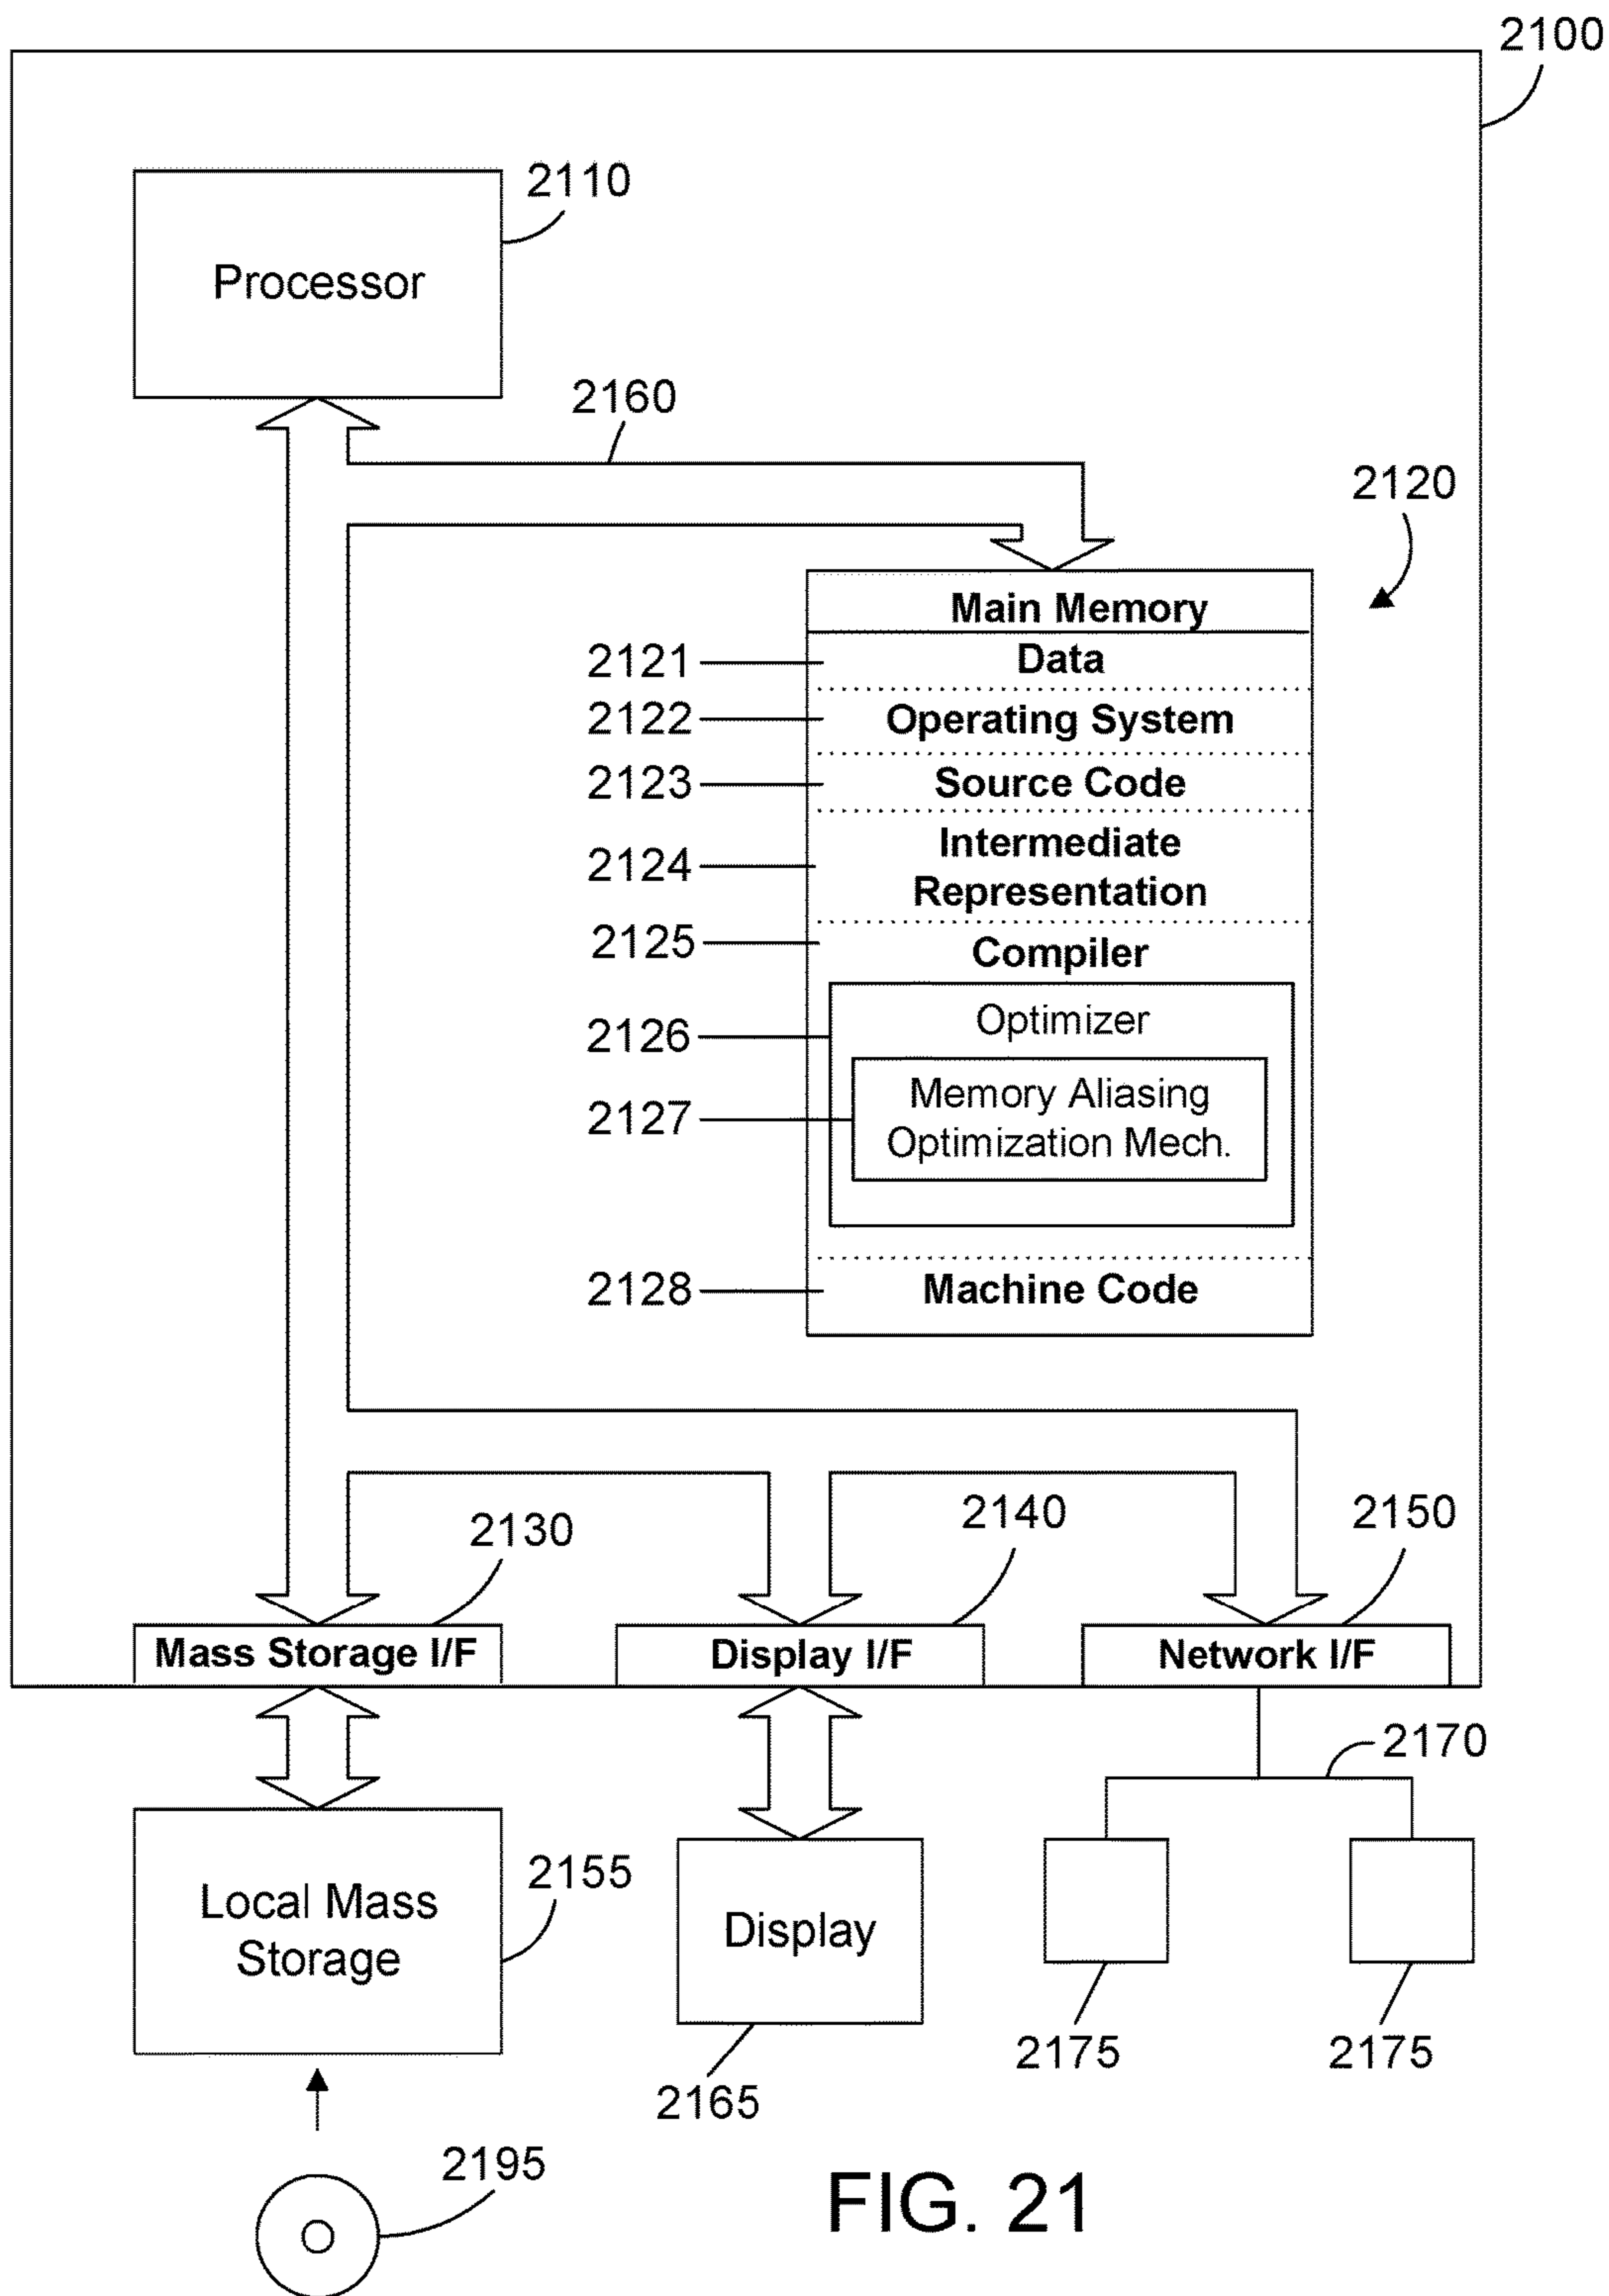 2100
2110
Processor
2160
2120
Main Memory
2121
Data
2122
Operating System
2123
Source Code
2124
Intermediate
Representation
2125
Compiler
2126
Optimizer
2127
Memory Aliasing
Optimization Mech.
2128
Machine Code
2130
2140
2150
Mass Storage I/F
Display I/F
Network I/F
2170
Local Mass
Storage
2155
Display
2165
2175
2175
2195
FIG. 21